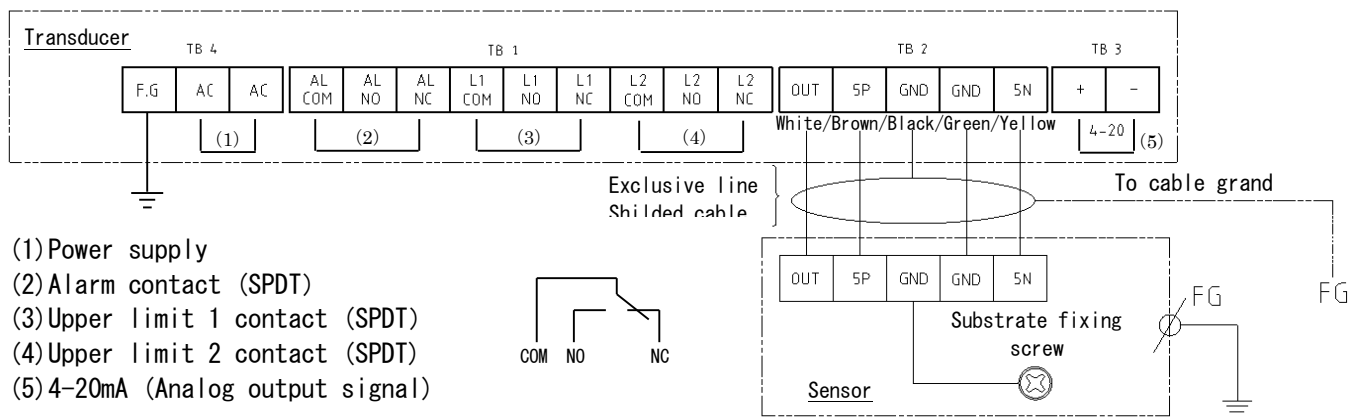 Transducer
TB 4
TB 1
TB 2
TB 3
F.G AC AC AL COM AL NO AL NC L1 COM L1 NO L1 NC L2 COM L2 NO L2 NC OUT 5P GND GND 5N + -
White/Brown/Black/Green/Yellow
(1) (2) (3) (4) 4-20 (5)
Exclusive line
Shilded cable
To cable grand
(1)Power supply
(2)Alarm contact (SPDT)
(3)Upper limit 1 contact (SPDT)
(4)Upper limit 2 contact (SPDT)
(5)4-20mA (Analog output signal)
COM NO NC
OUT 5P GND GND 5N
FG
FG
Substrate fixing
screw
Sensor